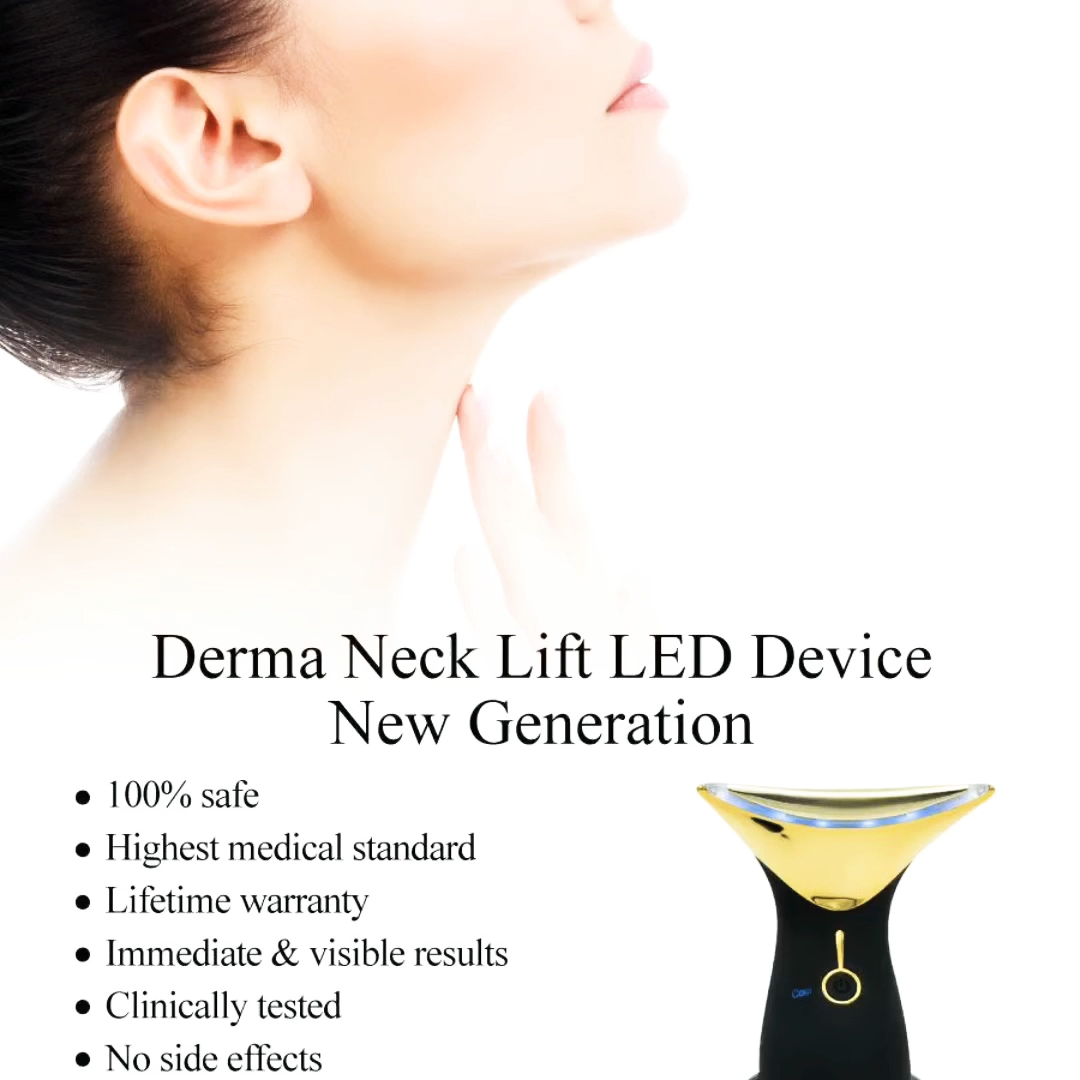 Derma Neck Lift LED Device
New Generation
• 100% safe
• Highest medical standard
• Lifetime warranty
• Immediate & visible results
• Clinically tested
• No side effects